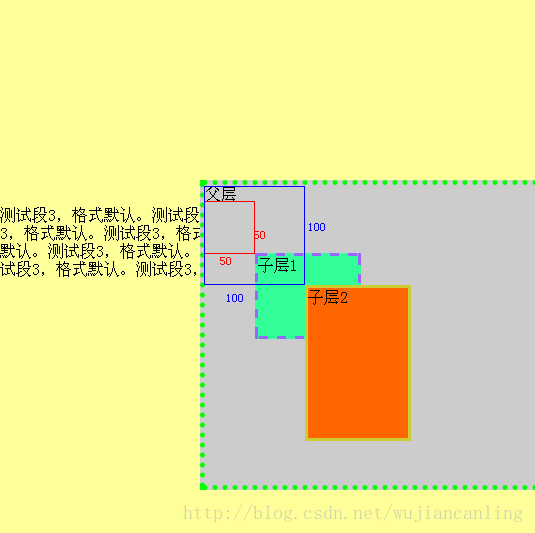 父层
测试段3，格式默认。测试段
3，格式默认。测试段3，格式
默认。测试段3，格式默认。
试段3，格式默认。测试段3，
100
50
50
子层1
100
子层2
http://blog.csdn.net/wujiancanling